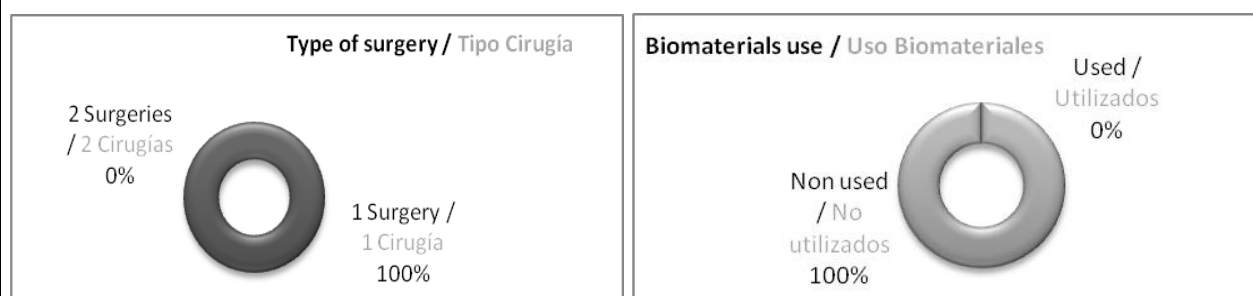 Type of surgery / Tipo Cirugía
2 Surgeries
/ 2 Cirugías
0%
1 Surgery /
1 Cirugía
100%
Biomaterials use / Uso Biomateriales
Used /
Utilizados
0%
Non used
/ No
utilizados
100%